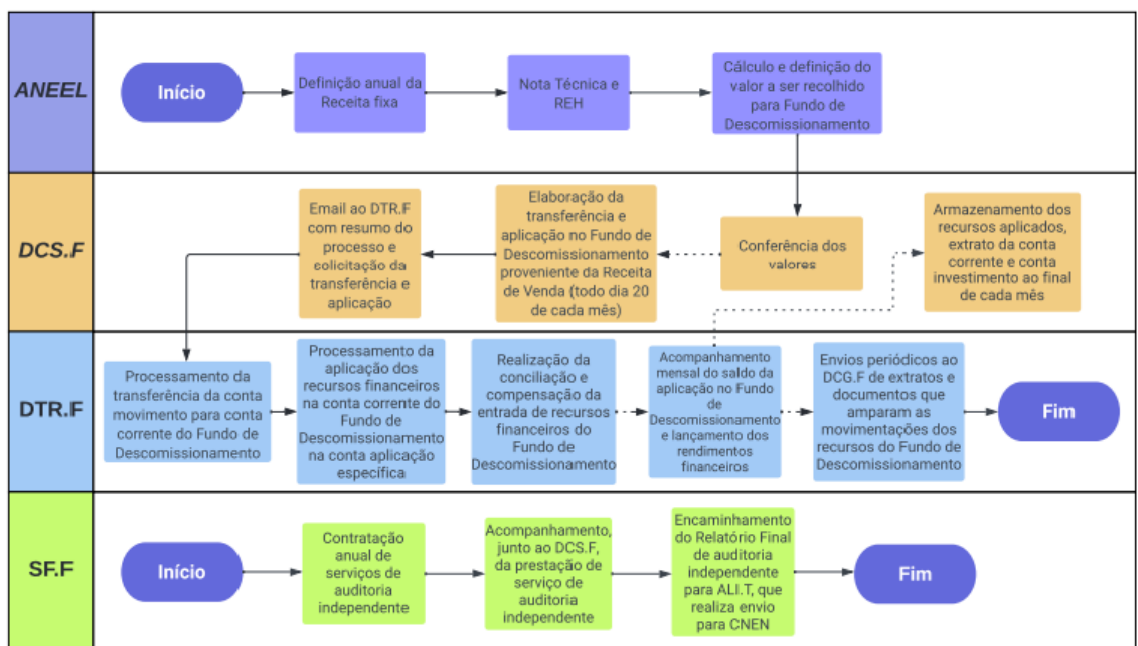 ANEEL
Início
Definição anual da
Receita fixa
Nota Técnica e
REH
Cálculo e definição do
valor a ser recolhido
para Fundo de
Descomissionamento
DCS.F
Email ao DTR.F
com resumo do
processo e
solicitação da
transferência e
aplicação
Elaboração da
transferência e
aplicação no Fundo de
Descomissionamento
proveniente da Receita
de Venda (todo dia 20
de cada mês)
Conferência dos
valores
Armazenamento dos
recursos aplicados,
extrato da conta
corrente e conta
investimento ao final
de cada mês
DTR.F
Processamento da
transferência da conta
movimento para conta
corrente do Fundo de
Descomissionamento
Processamento da
aplicação dos
recursos financeiros
na conta corrente do
Fundo de
Descomissionamento
na conta aplicação
específica
Realização da
conciliação e
compensação da
entrada de recursos
financeiros do
Fundo de
Descomissionamento
Acompanhamento
mensal do saldo da
aplicação no Fundo
de
Descomissionamento
e lançamento dos
rendimentos
financeiros
Envios periódicos ao
DCG.F de extratos e
documentos que
amparam as
movimentações dos
recursos do Fundo de
Descomissionamento
Fim
SF.F
Início
Contratação
anual de
serviços de
auditoria
independente
Acompanhamento,
junto ao DCS.F,
da prestação de
serviço de
auditoria
independente
Encaminhamento
do Relatório Final
de auditoria
independente
para ALI.T, que
realiza envio
para CNEN
Fim